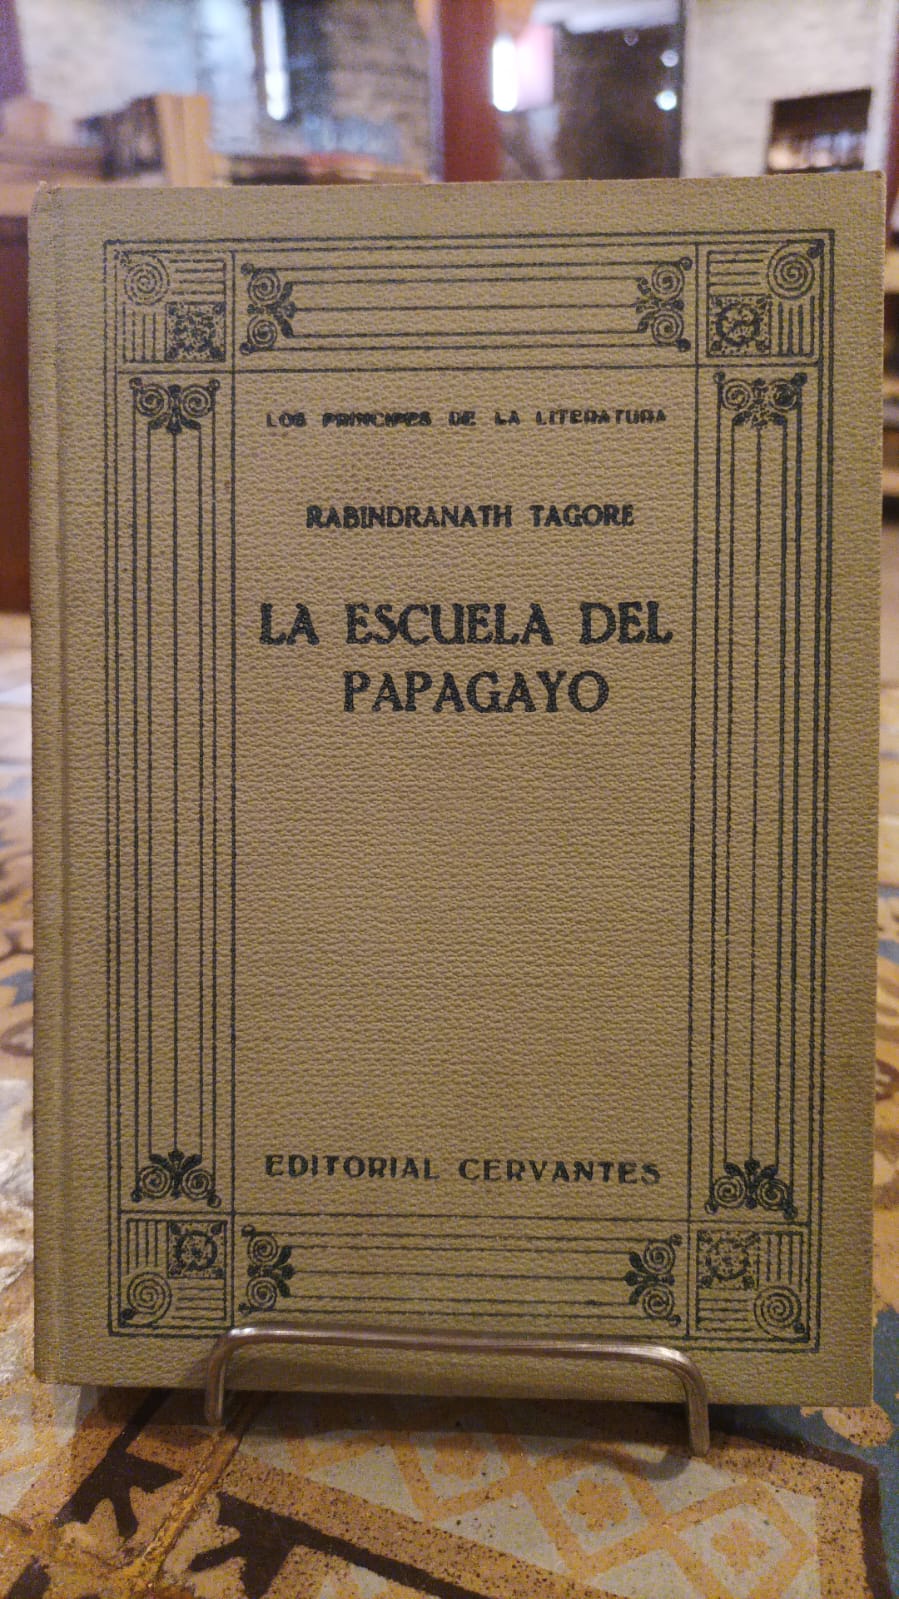 LOS PRINCIPES DE LA LITERATURA
RABINDRANATH TAGORE
LA ESCUELA DEL
PAPAGAYO
EDITORIAL CERVANTES